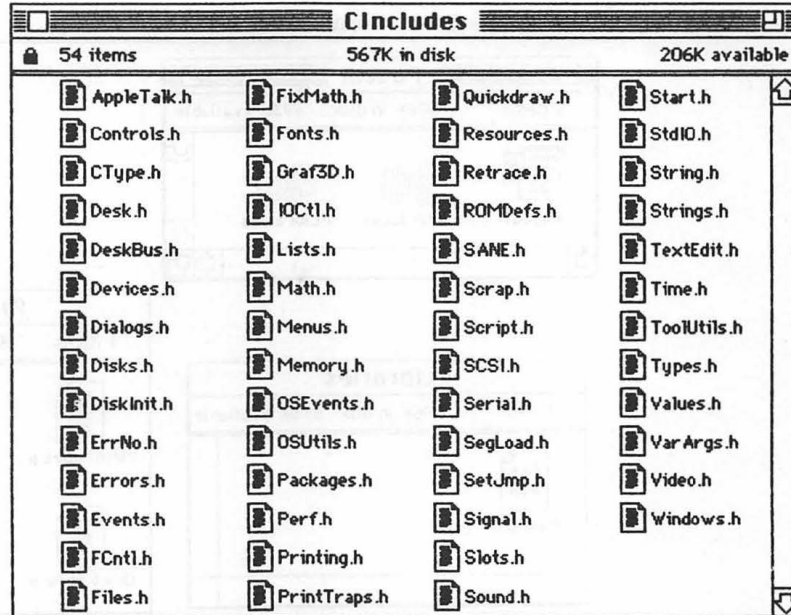 CIncludes
54 items 567K in disk 206K available
AppleTalk.h FixMath.h Quickdraw.h Start.h
Controls.h Fonts.h Resources.h StdIO.h
CType.h Graf3D.h Retrace.h String.h
Desk.h IOCtl.h ROMDefs.h Strings.h
DeskBus.h Lists.h SANE.h TextEdit.h
Devices.h Math.h Scrap.h Time.h
Dialogs.h Menus.h Script.h ToolUtils.h
Disks.h Memory.h SCSI.h Types.h
DiskInit.h OSEvents.h Serial.h Values.h
ErrNo.h OSUtils.h SegLoad.h VarArgs.h
Errors.h Packages.h SetJmp.h Video.h
Events.h Perf.h Signal.h Windows.h
FCntl.h Printing.h Slots.h
Files.h PrintTraps.h Sound.h